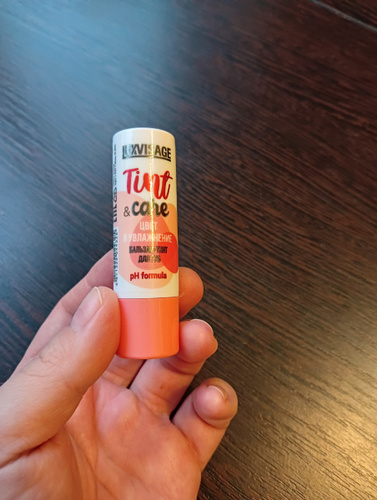 LUXVISAGE
Tint
& care
ЦВЕТ
И УВЛАЖНЕНИЕ
БАЛЬЗАМ-ТИНТ
ДЛЯ ГУБ
pH formula